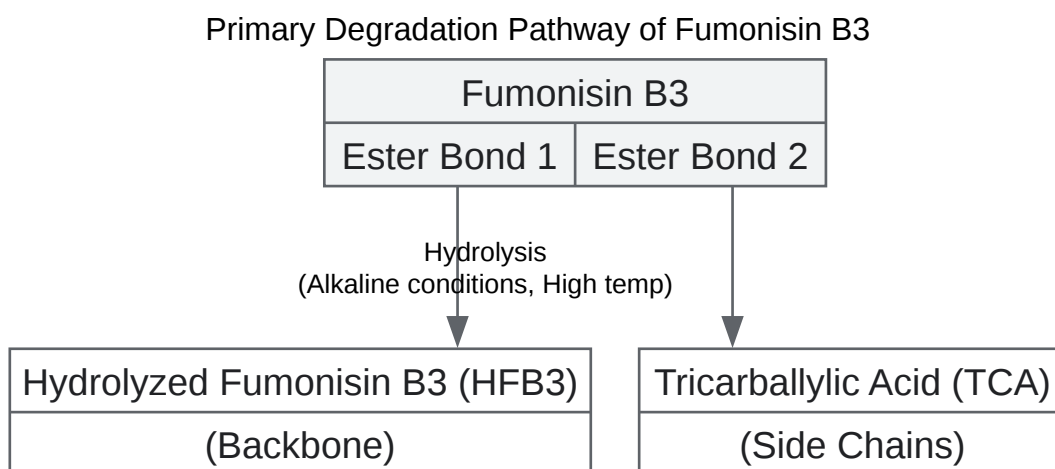 Primary Degradation Pathway of Fumonisin B3
Fumonisin B3
Ester Bond 1
Ester Bond 2
Hydrolysis
(Alkaline conditions, High temp)
Hydrolyzed Fumonisin B3 (HFB3)
(Backbone)
Tricarballylic Acid (TCA)
(Side Chains)